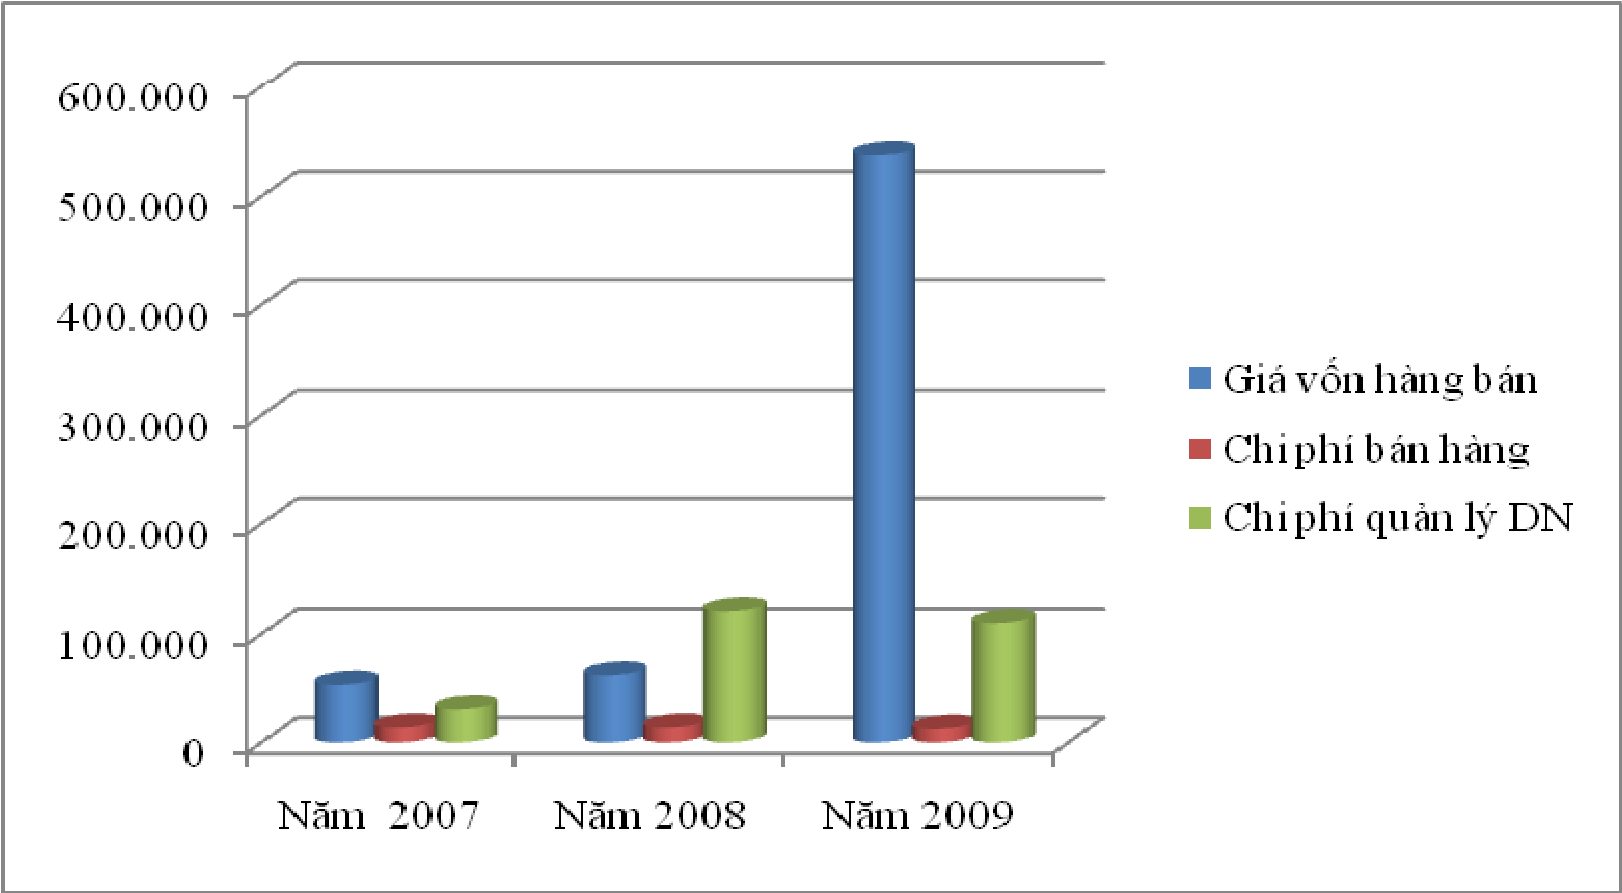 600.000
500.000
400.000
300.000
200.000
100.000
0
Năm 2007
Năm 2008
Năm 2009
Giá vốn hàng bán
Chi phí bán hàng
Chi phí quản lý DN